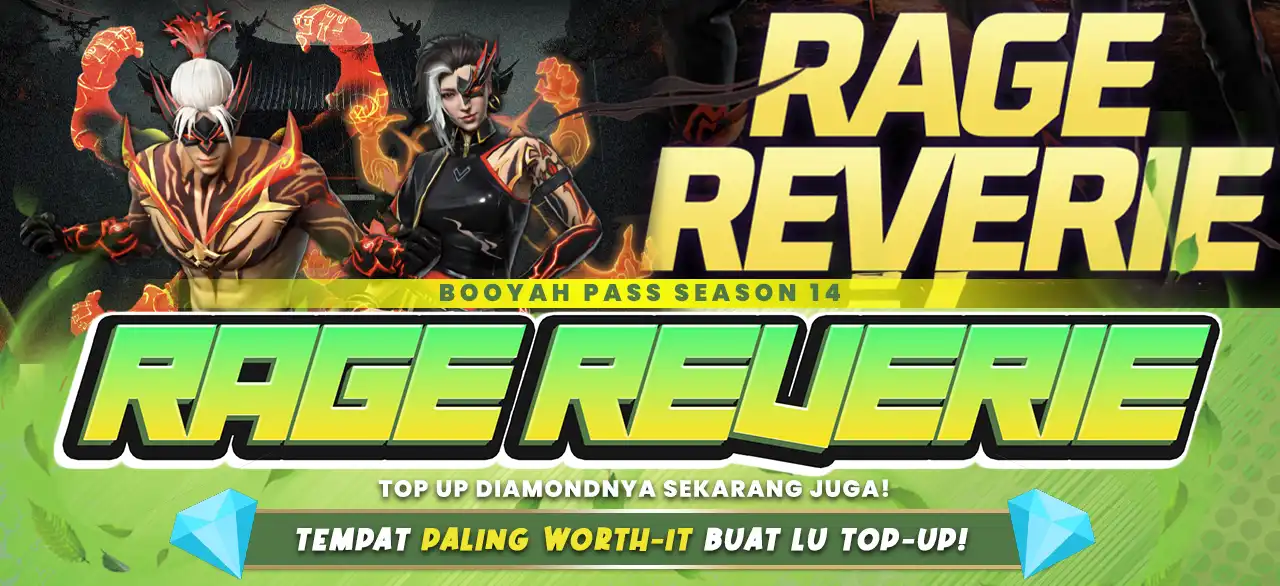 RAGE
REVERIE
BOOYAH PASS SEASON 14
RAGE REVERIE
TOP UP DIAMONDNYA SEKARANG JUGA!
TEMPAT PALING WORTH-IT BUAT LU TOP-UP!